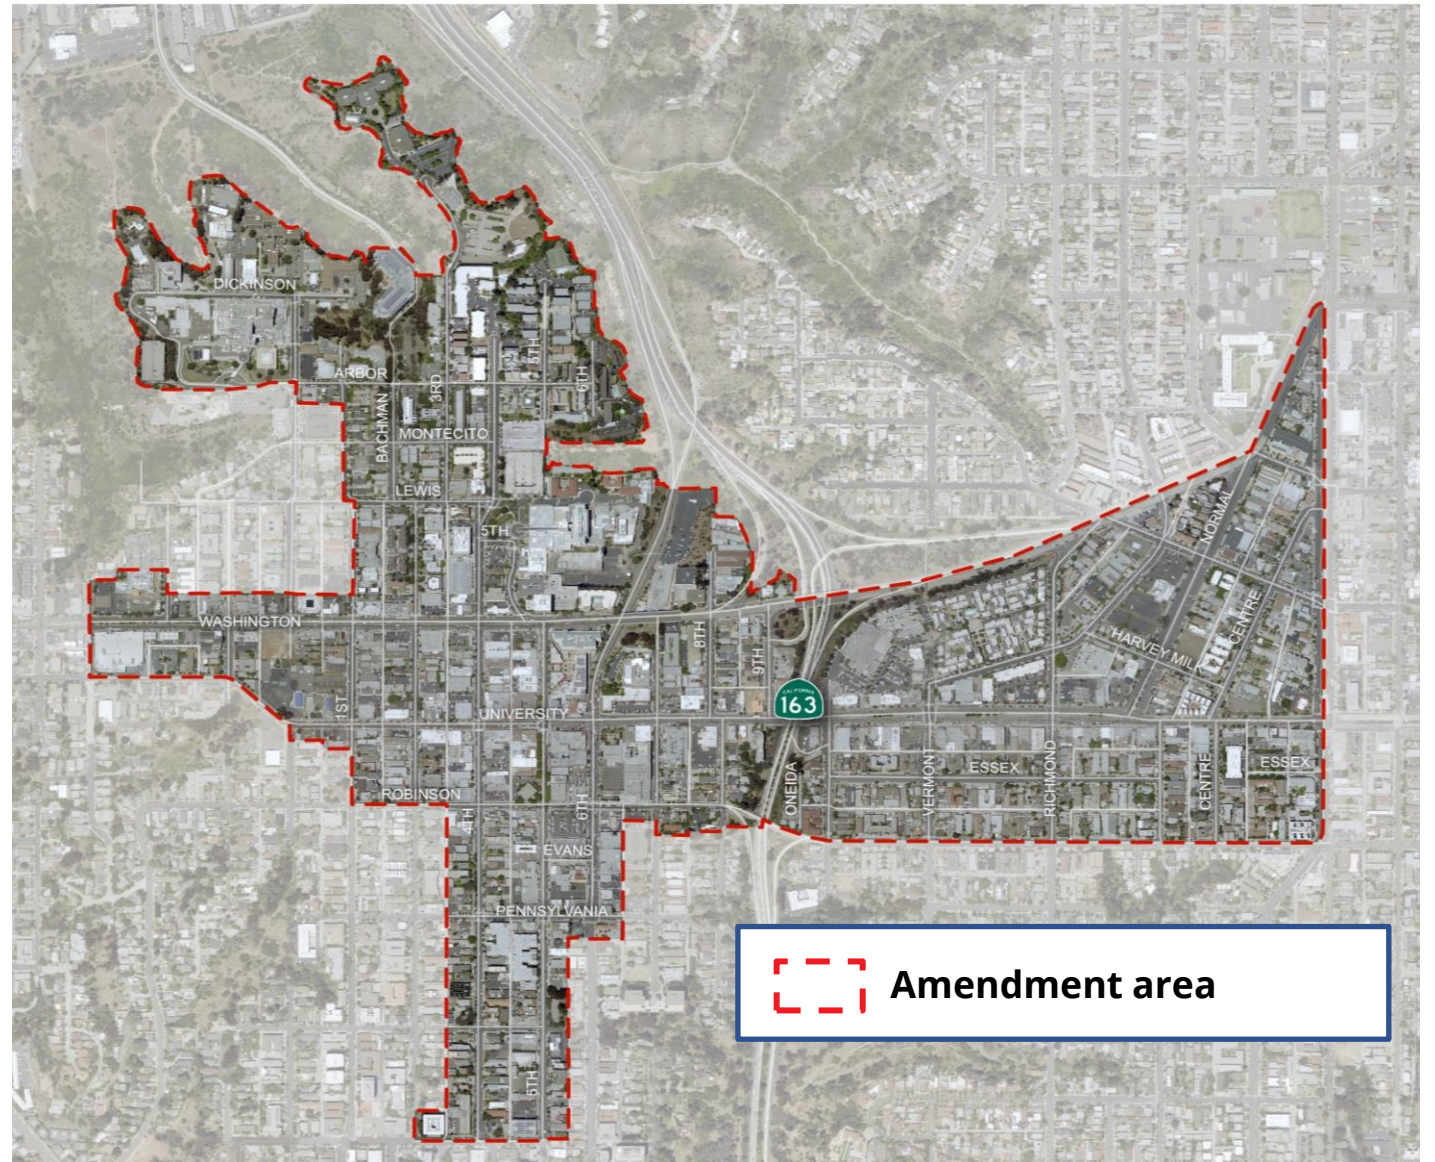 DICKINSON
ARBOR
5TH
6TH
3RD
BACHMAN
MONTECITO
LEWIS
5TH
NORMAL
CENTRE
WASHINGTON
8TH
9TH
HARVEY MILK
1ST
UNIVERSITY
CALIFORNIA
163
ONEIDA
VERMONT
ESSEX
RICHMOND
CENTRE
ESSEX
ROBINSON
4TH
6TH
EVANS
PENNSYLVANIA
5TH
Amendment area